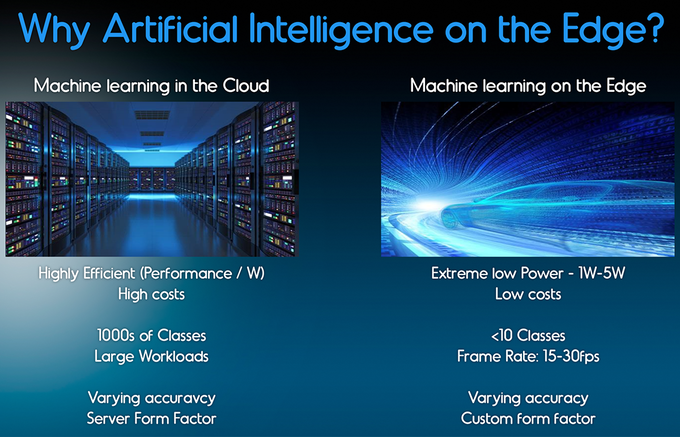 Why Artificial Intelligence on the Edge?
Machine learning in the Cloud
Highly Efficient (Performance / W)
High costs
1000s of Classes
Large Workloads
Varying accuravcy
Server Form Factor
Machine learning on the Edge
Extreme low Power - 1W-5W
Low costs
<10 Classes
Frame Rate: 15-30fps
Varying accuracy
Custom form factor